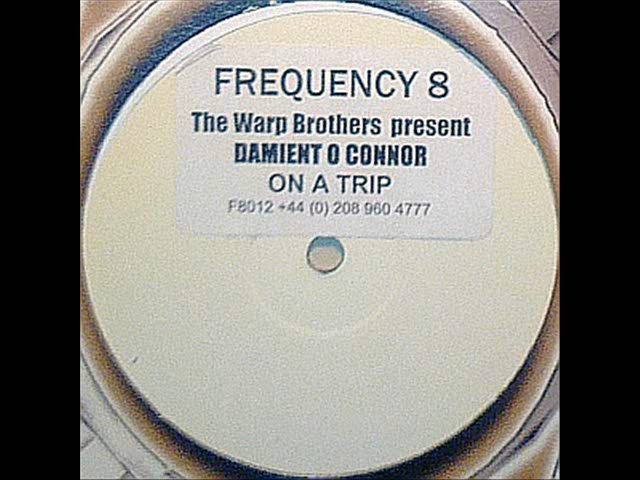 FREQUENCY 8
The Warp Brothers present
DAMIENT O CONNOR
ON A TRIP
F8012 +44 (0) 208 960 4777